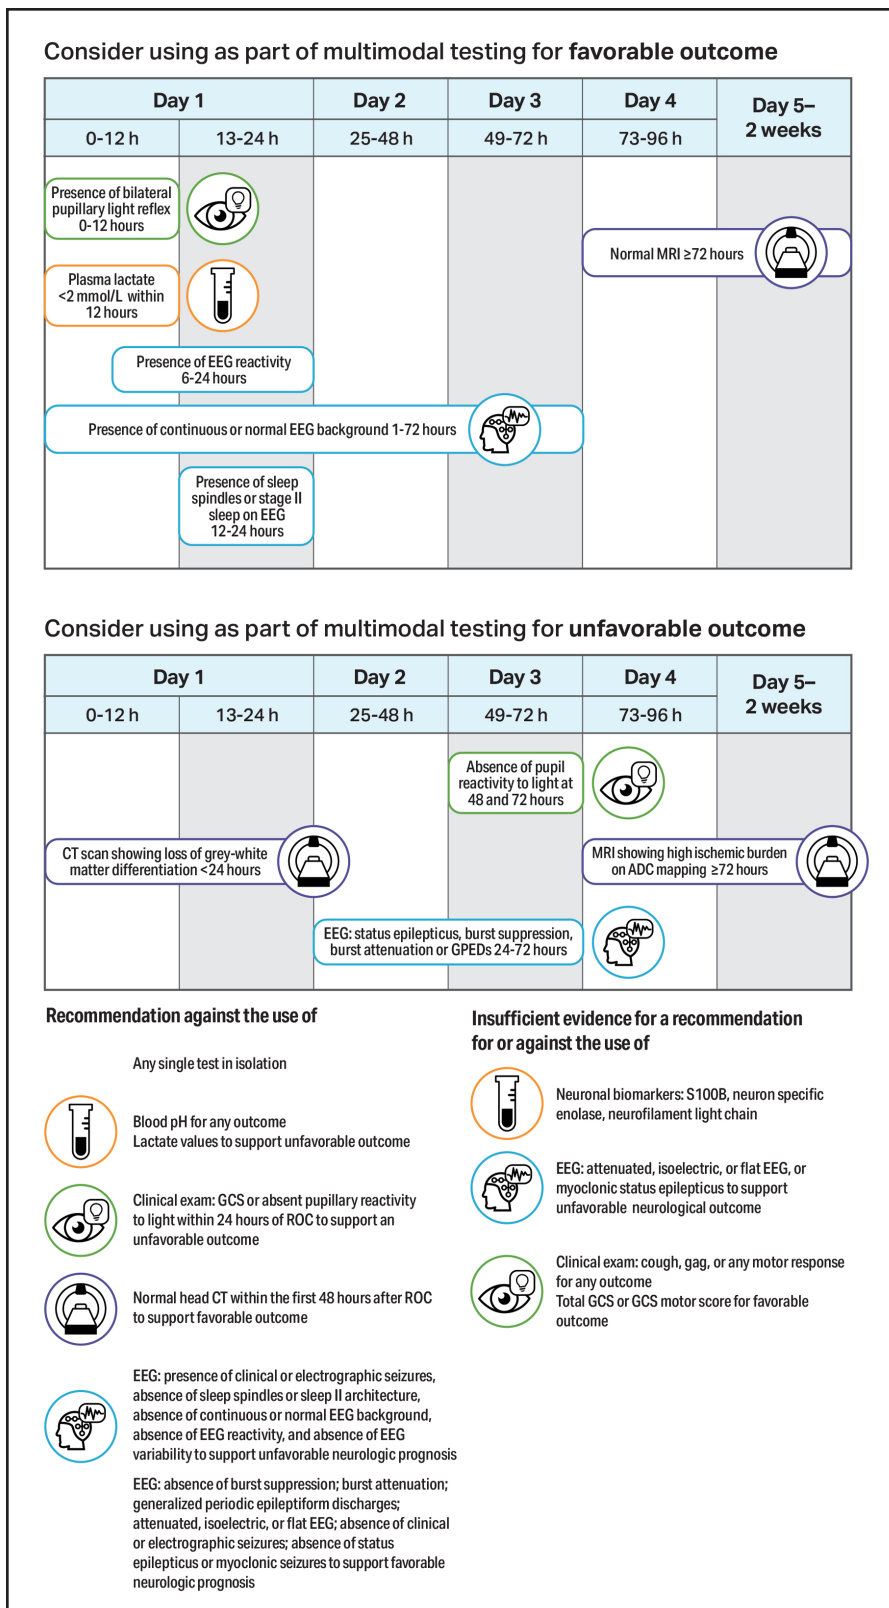 Consider using as part of multimodal testing for favorable outcome
Day 1
Day 2
Day 3
Day 4
Day 5–
2 weeks
0-12 h
13-24 h
25-48 h
49-72 h
73-96 h
Presence of bilateral
pupillary light reflex
0-12 hours
Normal MRI ≥72 hours
Plasma lactate
<2 mmol/L within
12 hours
Presence of EEG reactivity
6-24 hours
Presence of continuous or normal EEG background 1-72 hours
Presence of sleep
spindles or stage II
sleep on EEG
12-24 hours
Consider using as part of multimodal testing for unfavorable outcome
Day 1
Day 2
Day 3
Day 4
Day 5–
2 weeks
0-12 h
13-24 h
25-48 h
49-72 h
73-96 h
Absence of pupil
reactivity to light at
48 and 72 hours
CT scan showing loss of grey-white
matter differentiation <24 hours
MRI showing high ischemic burden
on ADC mapping ≥72 hours
EEG: status epilepticus, burst suppression,
burst attenuation or GPEDs 24-72 hours
Recommendation against the use of
Any single test in isolation
Blood pH for any outcome
Lactate values to support unfavorable outcome
Clinical exam: GCS or absent pupillary reactivity
to light within 24 hours of ROC to support an
unfavorable outcome
Normal head CT within the first 48 hours after ROC
to support favorable outcome
EEG: presence of clinical or electrographic seizures,
absence of sleep spindles or sleep II architecture,
absence of continuous or normal EEG background,
absence of EEG reactivity, and absence of EEG
variability to support unfavorable neurologic prognosis
EEG: absence of burst suppression; burst attenuation;
generalized periodic epileptiform discharges;
attenuated, isoelectric, or flat EEG; absence of clinical
or electrographic seizures; absence of status
epilepticus or myoclonic seizures to support favorable
neurologic prognosis
Insufficient evidence for a recommendation
for or against the use of
Neuronal biomarkers: S100B, neuron specific
enolase, neurofilament light chain
EEG: attenuated, isoelectric, or flat EEG, or
myoclonic status epilepticus to support
unfavorable neurological outcome
Clinical exam: cough, gag, or any motor response
for any outcome
Total GCS or GCS motor score for favorable
outcome